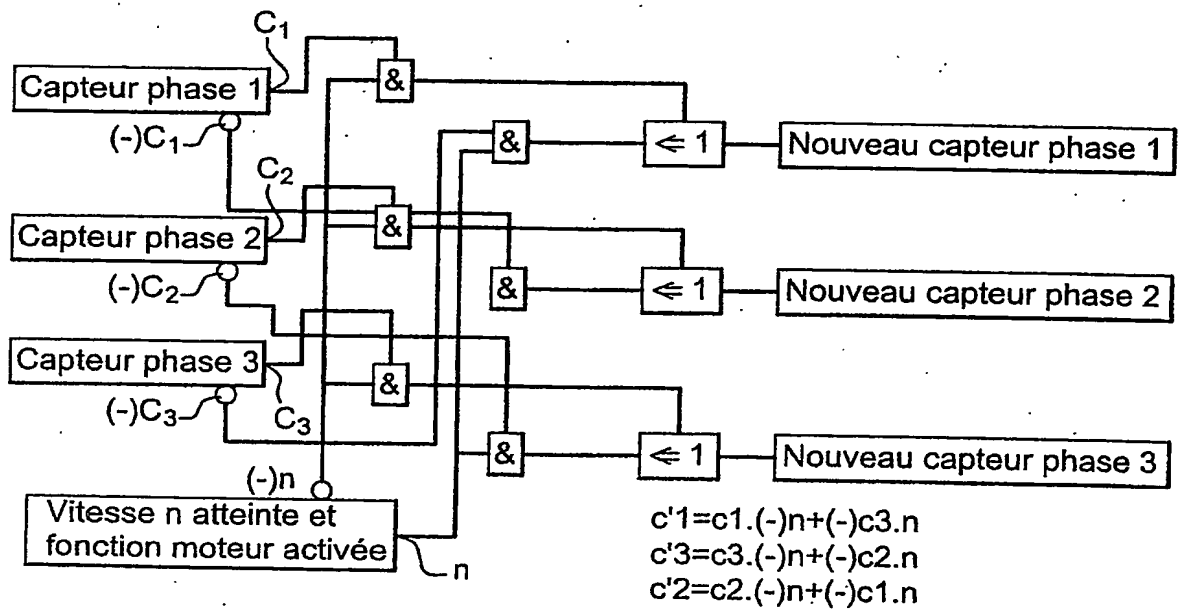 C1
Capteur phase 1
&
(-)C1
&
⇐ 1
Nouveau capteur phase 1
C2
Capteur phase 2
&
(-)C2
&
⇐ 1
Nouveau capteur phase 2
Capteur phase 3
&
(-)C3
C3
&
⇐ 1
Nouveau capteur phase 3
(-)n
Vitesse n atteinte et
fonction moteur activée
n
c'1=c1.(-)n+(-)c3.n
c'3=c3.(-)n+(-)c2.n
c'2=c2.(-)n+(-)c1.n